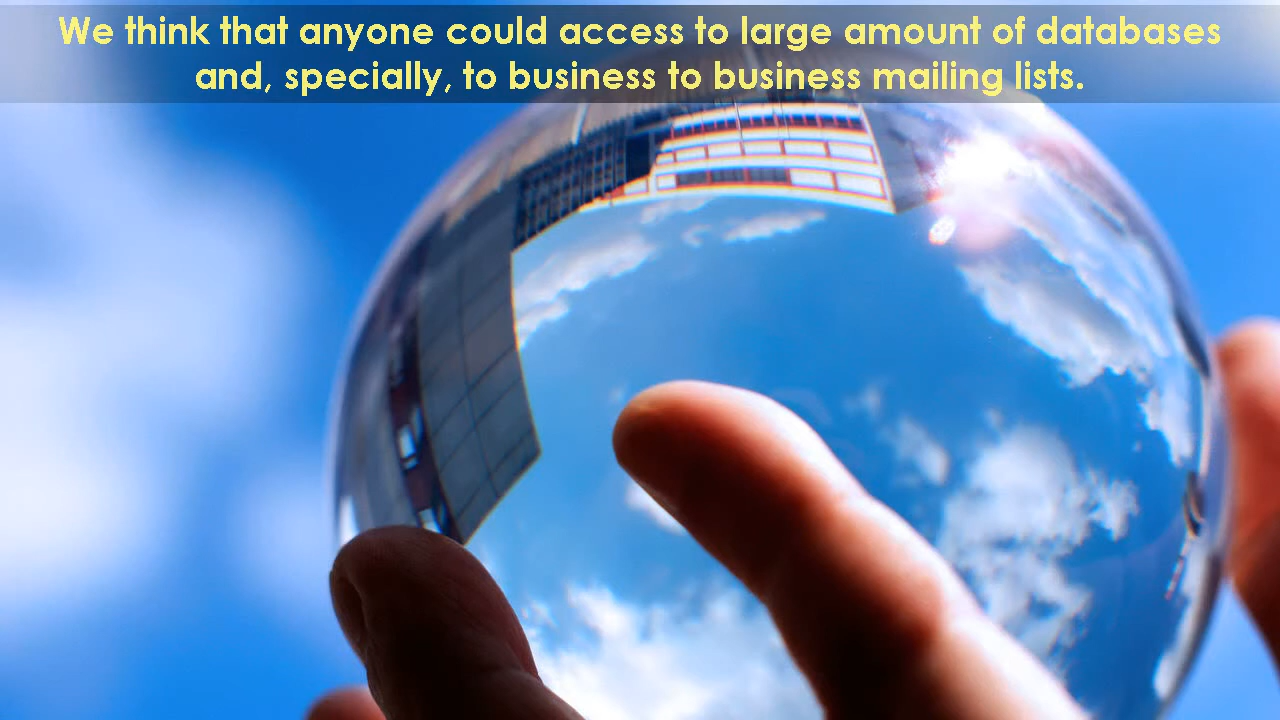 We think that anyone could access to large amount of databases
and, specially, to business to business mailing lists.